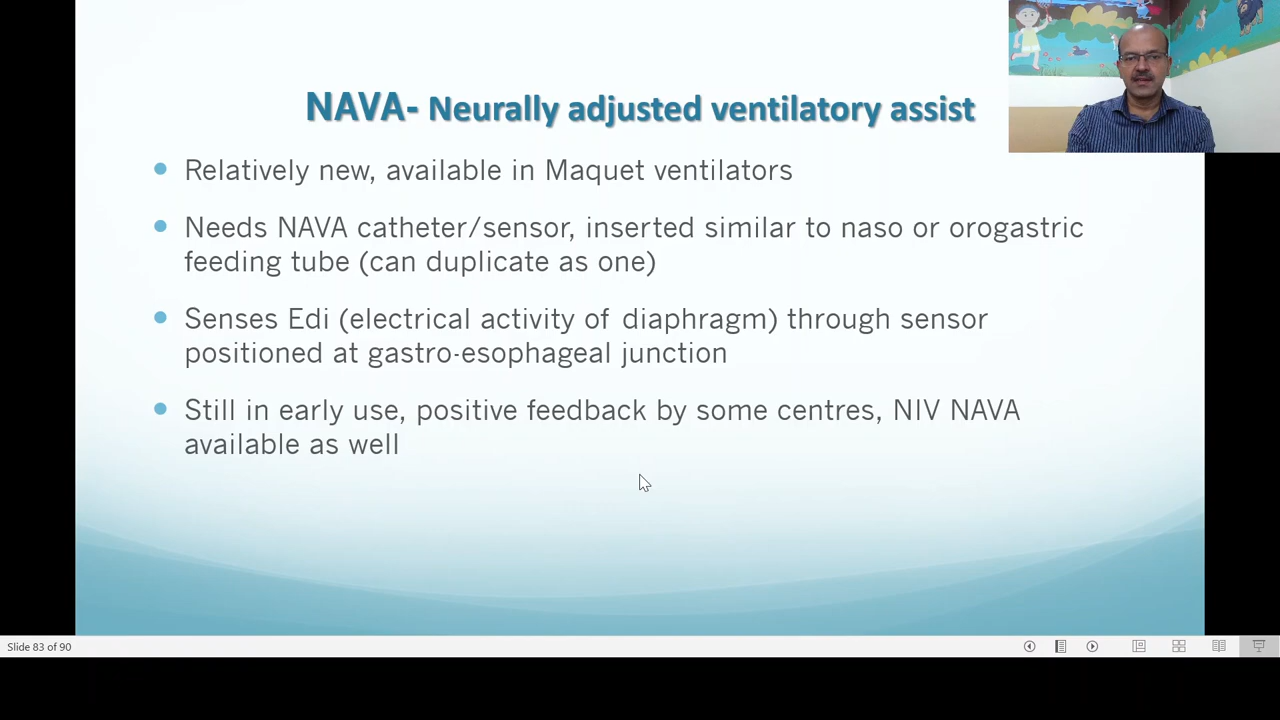 NAVA- Neurally adjusted ventilatory assist
Relatively new, available in Maquet ventilators
Needs NAVA catheter/sensor, inserted similar to naso or orogastric
feeding tube (can duplicate as one)
Senses Edi (electrical activity of diaphragm) through sensor
positioned at gastro-esophageal junction
Still in early use, positive feedback by some centres, NIV NAVA
available as well
Slide 83 of 90